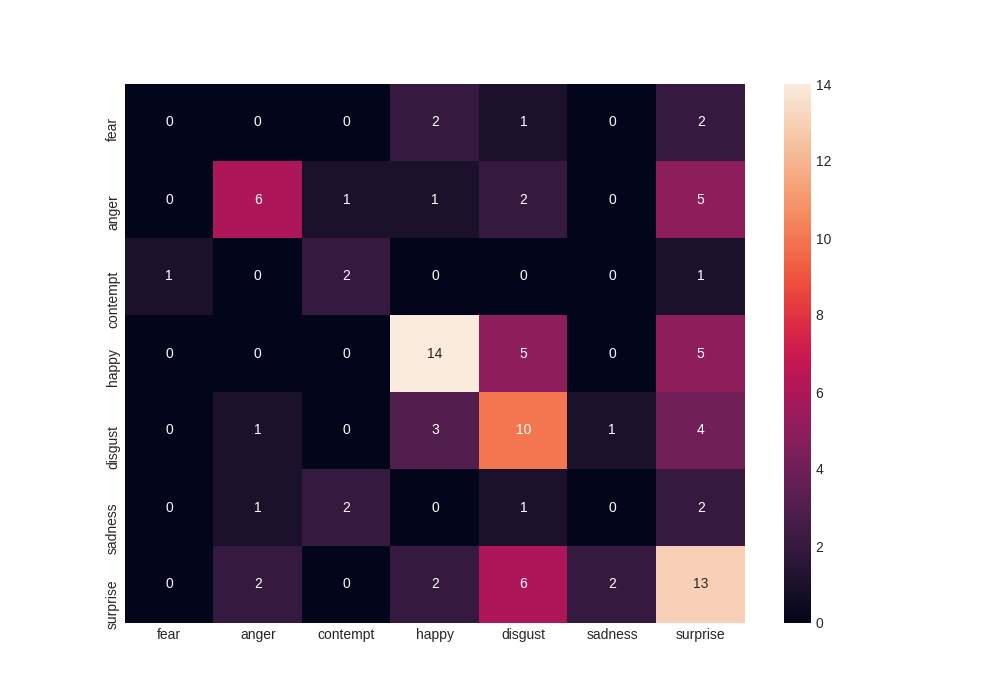 14
fear 0 0 0 2 1 0 2
12
anger 0 6 1 1 2 0 5
10
contempt 1 0 2 0 0 0 1
8
happy 0 0 0 14 5 0 5
6
disgust 0 1 0 3 10 1 4
4
sadness 0 1 2 0 1 0 2
2
surprise 0 2 0 2 6 2 13
0
fear anger contempt happy disgust sadness surprise